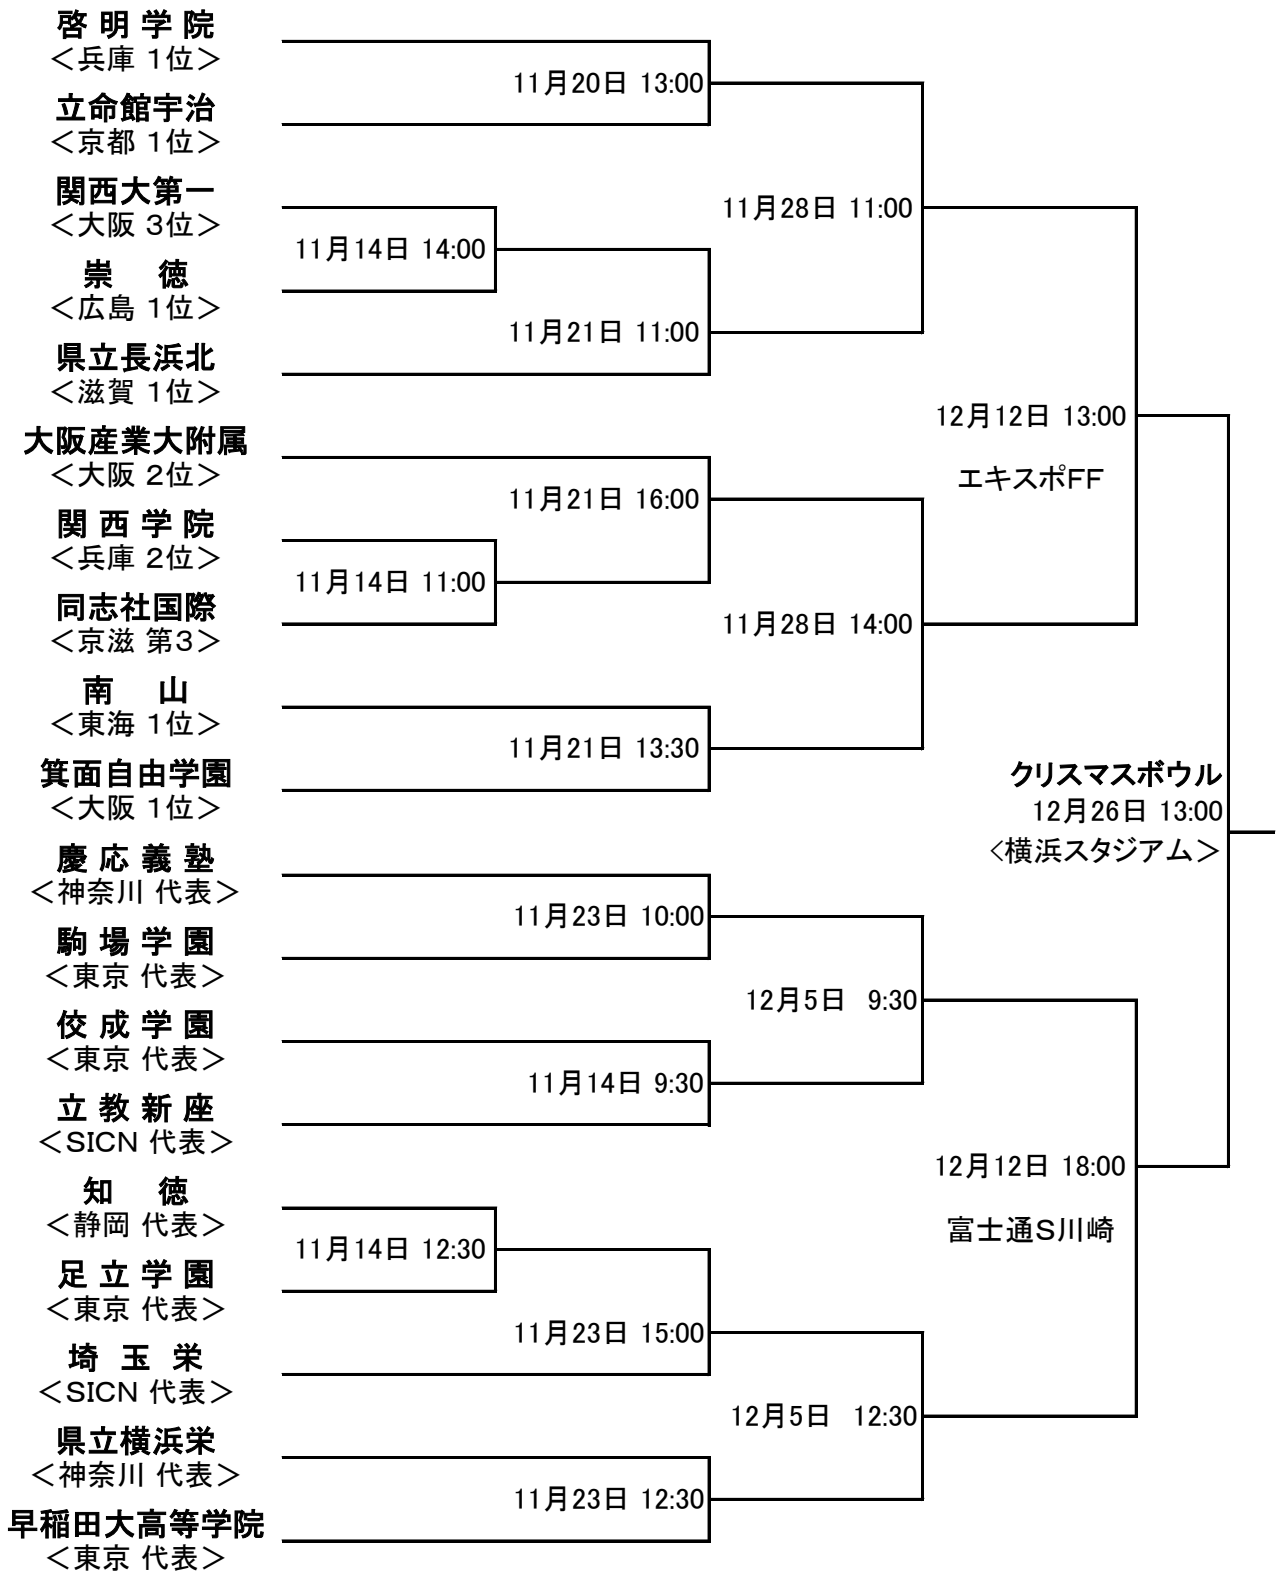 啓明学院
＜兵庫 1位＞
11月20日 13:00
立命館宇治
＜京都 1位＞
関西大第一
＜大阪 3位＞
11月28日 11:00
11月14日 14:00
崇　徳
＜広島 1位＞
11月21日 11:00
県立長浜北
＜滋賀 1位＞
12月12日 13:00
エキスポFF
大阪産業大附属
＜大阪 2位＞
11月21日 16:00
関西学院
＜兵庫 2位＞
11月14日 11:00
同志社国際
＜京滋 第3＞
11月28日 14:00
南　山
＜東海 1位＞
11月21日 13:30
箕面自由学園
＜大阪 1位＞
クリスマスボウル
12月26日 13:00
<横浜スタジアム＞
慶応義塾
＜神奈川 代表＞
11月23日 10:00
駒場学園
＜東京 代表＞
12月5日 9:30
佼成学園
＜東京 代表＞
11月14日 9:30
立教新座
＜SICN 代表＞
12月12日 18:00
富士通S川崎
知　徳
＜静岡 代表＞
11月14日 12:30
足立学園
＜東京 代表＞
11月23日 15:00
埼玉栄
＜SICN 代表＞
12月5日 12:30
県立横浜栄
＜神奈川 代表＞
11月23日 12:30
早稲田大高等学院
＜東京 代表＞